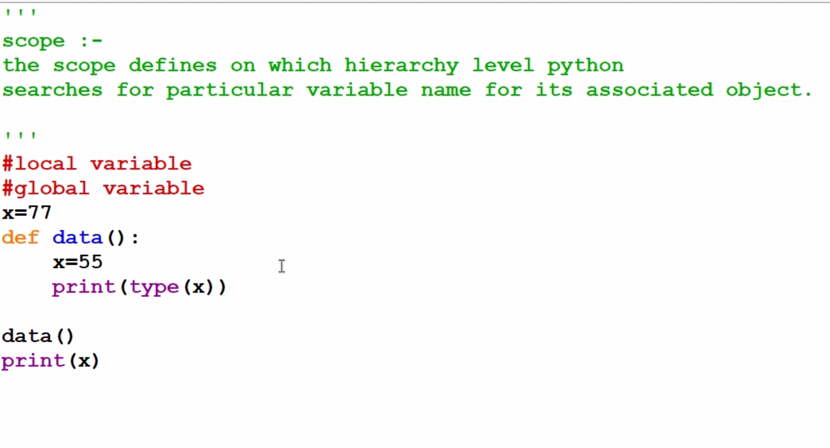 '''
scope :-
the scope defines on which hierarchy level python
searches for particular variable name for its associated object.
'''
#local variable
#global variable
x=77
def data():
    x=55
    print(type(x))
data()
print(x)